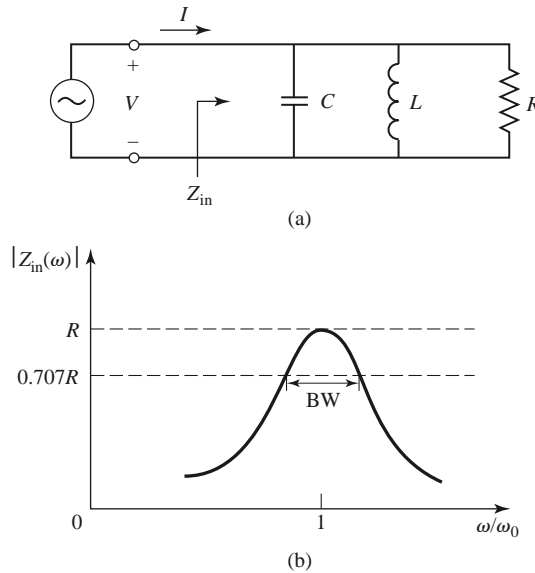 I
+
V
−
C
L
R
Z_in
(a)
|Z_in(ω)|
R
0.707R
BW
0
1
ω/ω_0
(b)